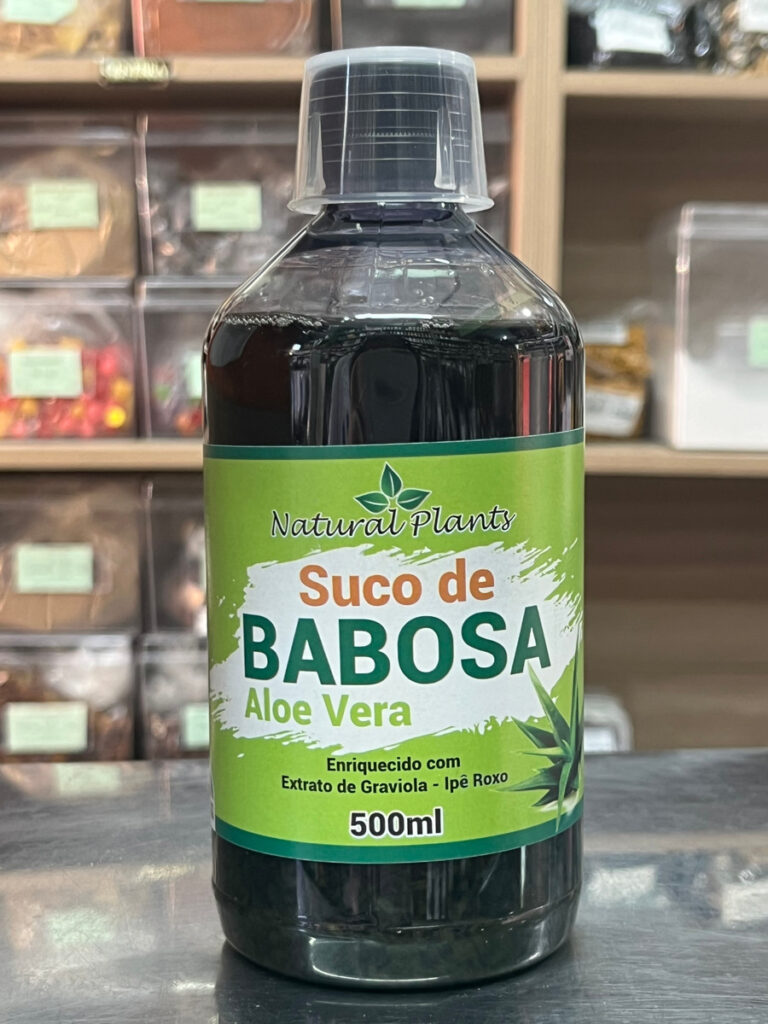 Natural Plants
Suco de
BABOSA
Aloe Vera
Enriquecido com
Extrato de Graviola - Ipê Roxo
500ml